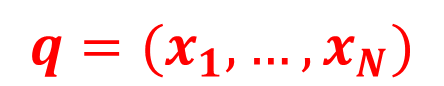 q = (x₁, … , x_N)